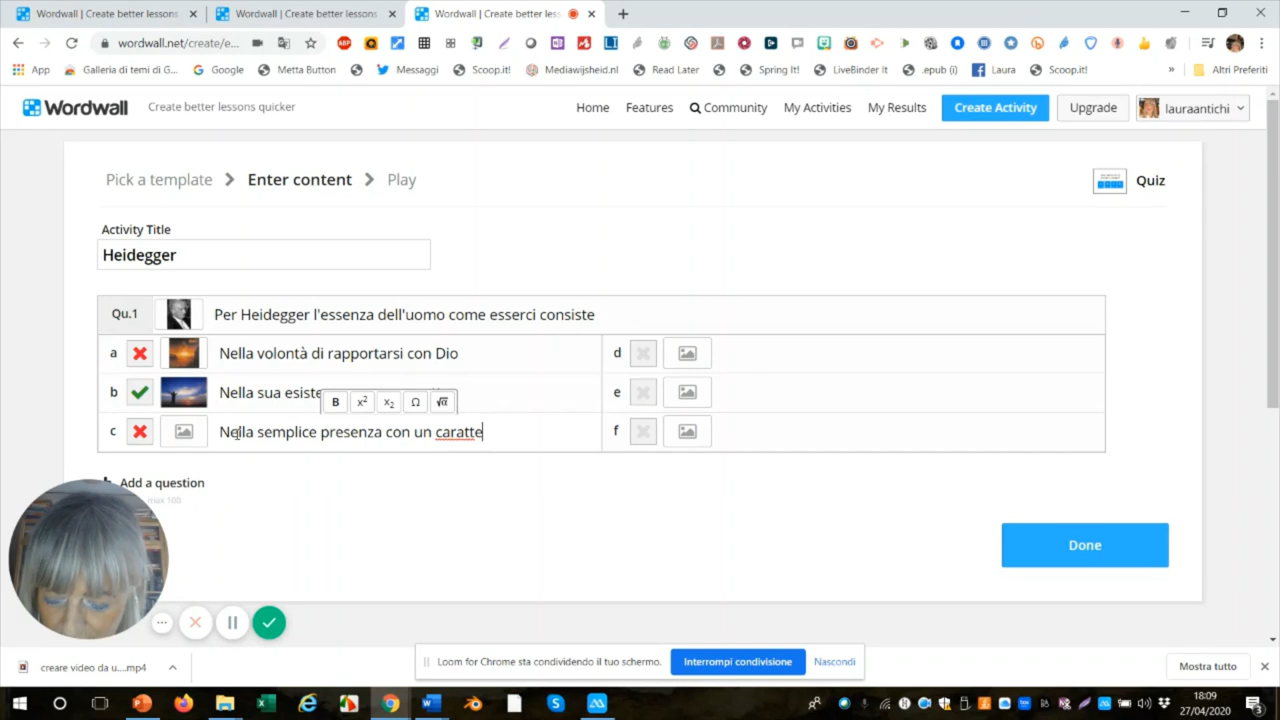 Wordwall | Create better lessons
Wordwall | Create better lessons
Wordwall | Create better les
wordwall.net/create/e...
App
Galleria di temi di G...
Google
Metta Button
Messaggi
Scoop.it!
Mediawijsheid.nl
Read Later
Spring It!
LiveBinder It
.epub (i)
Laura
Scoop.it!
Altri Preferiti
Wordwall
Create better lessons quicker
Home
Features
Community
My Activities
My Results
Create Activity
Upgrade
lauraantichi
Pick a template
Enter content
Play
Quiz
Activity Title
Heidegger
Qu.1
Per Heidegger l'essenza dell'uomo come esserci consiste
a
Nella volontà di rapportarsi con Dio
d
b
Nella sua esiste
e
B x² x₂ Ω √α
c
Nella semplice presenza con un caratte
f
Add a question
max 100
Done
Loom for Chrome sta condividendo il tuo schermo.
Interrompi condivisione
Nascondi
creare video da u....mp4
Mostra tutto
18:09
27/04/2020